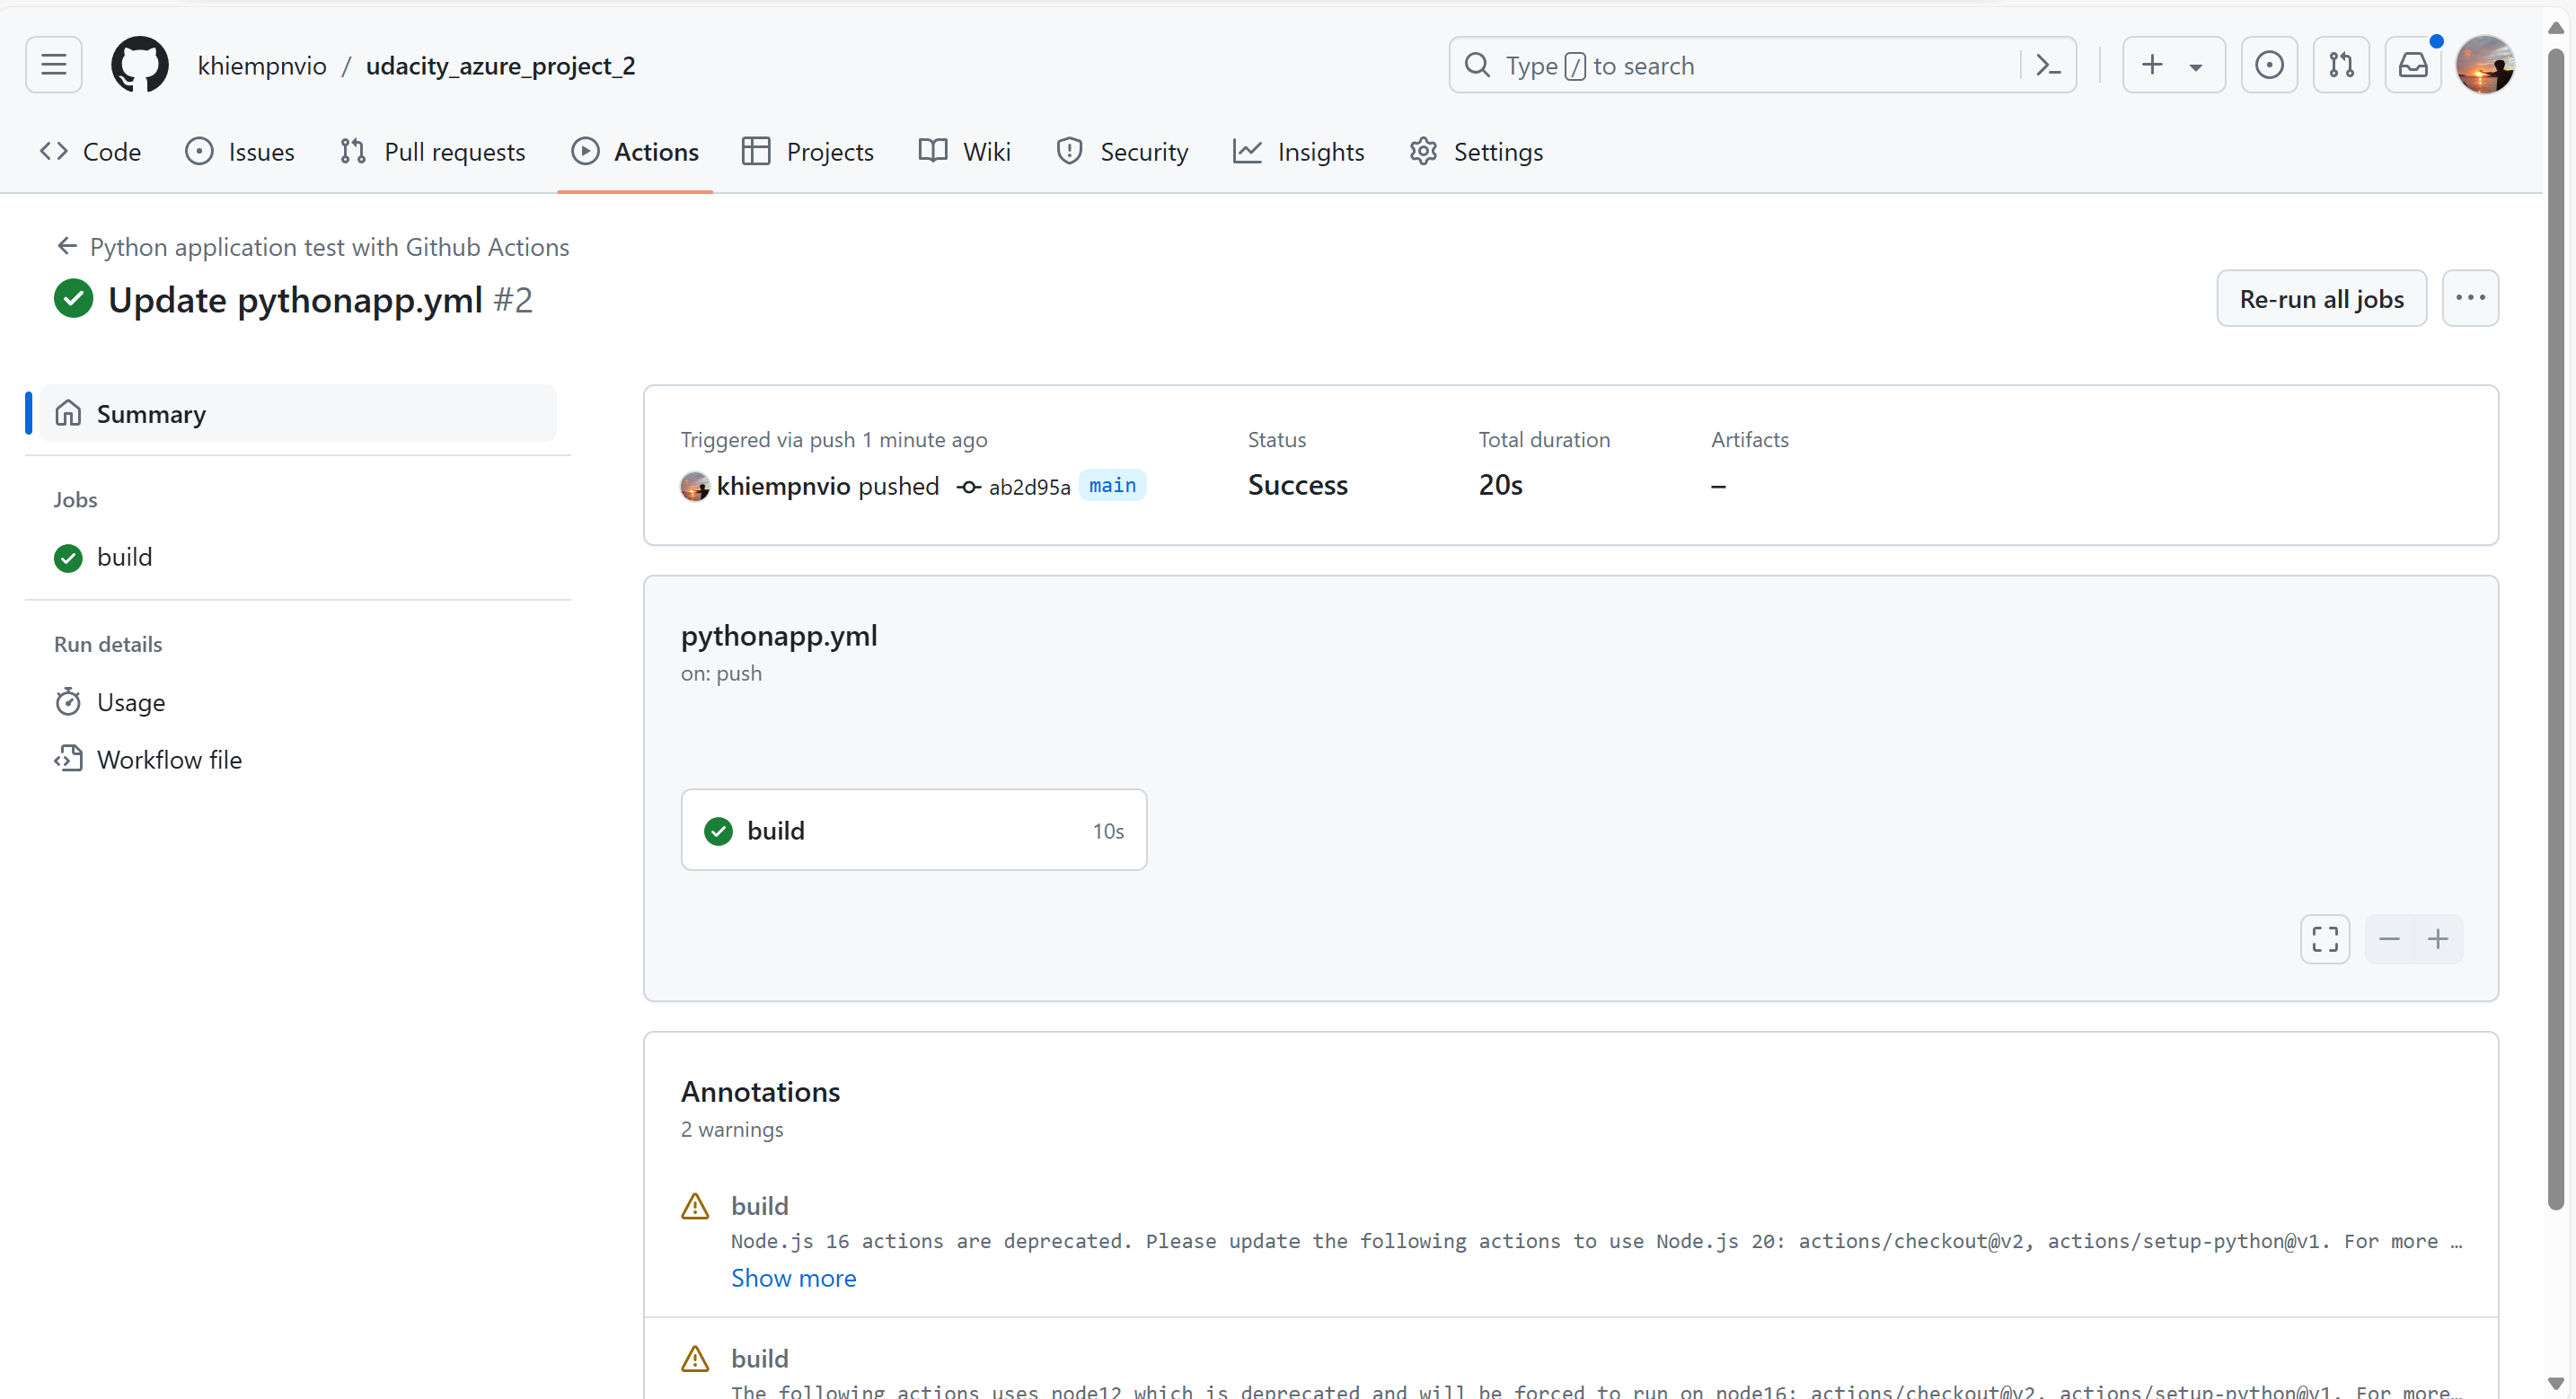 khiempnvio / udacity_azure_project_2
Type / to search
Code Issues Pull requests Actions Projects Wiki Security Insights Settings
Python application test with Github Actions
Update pythonapp.yml #2
Re-run all jobs
Summary
Jobs
build
Run details
Usage
Workflow file
Triggered via push 1 minute ago
khiempnvio pushed ab2d95a main
Status
Success
Total duration
20s
Artifacts
–
pythonapp.yml
on: push
build 10s
Annotations
2 warnings
build
Node.js 16 actions are deprecated. Please update the following actions to use Node.js 20: actions/checkout@v2, actions/setup-python@v1. For more …
Show more
build
The following actions uses node12 which is deprecated and will be forced to run on node16: actions/checkout@v2, actions/setup-python@v1. For more…